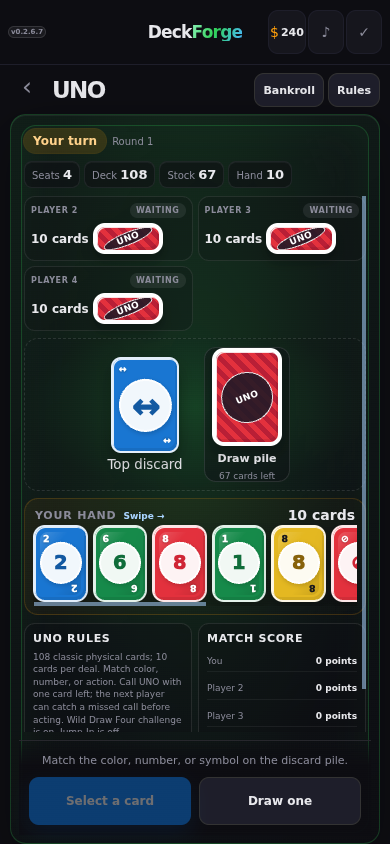 v0.2.6.7
DeckForge
$ 240
♪
✓
‹ UNO
Bankroll
Rules
Your turn
Round 1
Seats 4
Deck 108
Stock 67
Hand 10
PLAYER 2
WAITING
10 cards
UNO
PLAYER 3
WAITING
10 cards
UNO
PLAYER 4
WAITING
10 cards
UNO
↔
↔
↔
Top discard
UNO
Draw pile
67 cards left
YOUR HAND Swipe →
10 cards
2
2
2
6
6
6
8
8
8
1
1
1
8
8
8
UNO RULES
108 classic physical cards; 10
cards per deal. Match color,
number, or action. Call UNO with
one card left; the next player
can catch a missed call before
acting. Wild Draw Four challenge
is on. Jump-In is off.
MATCH SCORE
You
0 points
Player 2
0 points
Player 3
0 points
Match the color, number, or symbol on the discard pile.
Select a card
Draw one